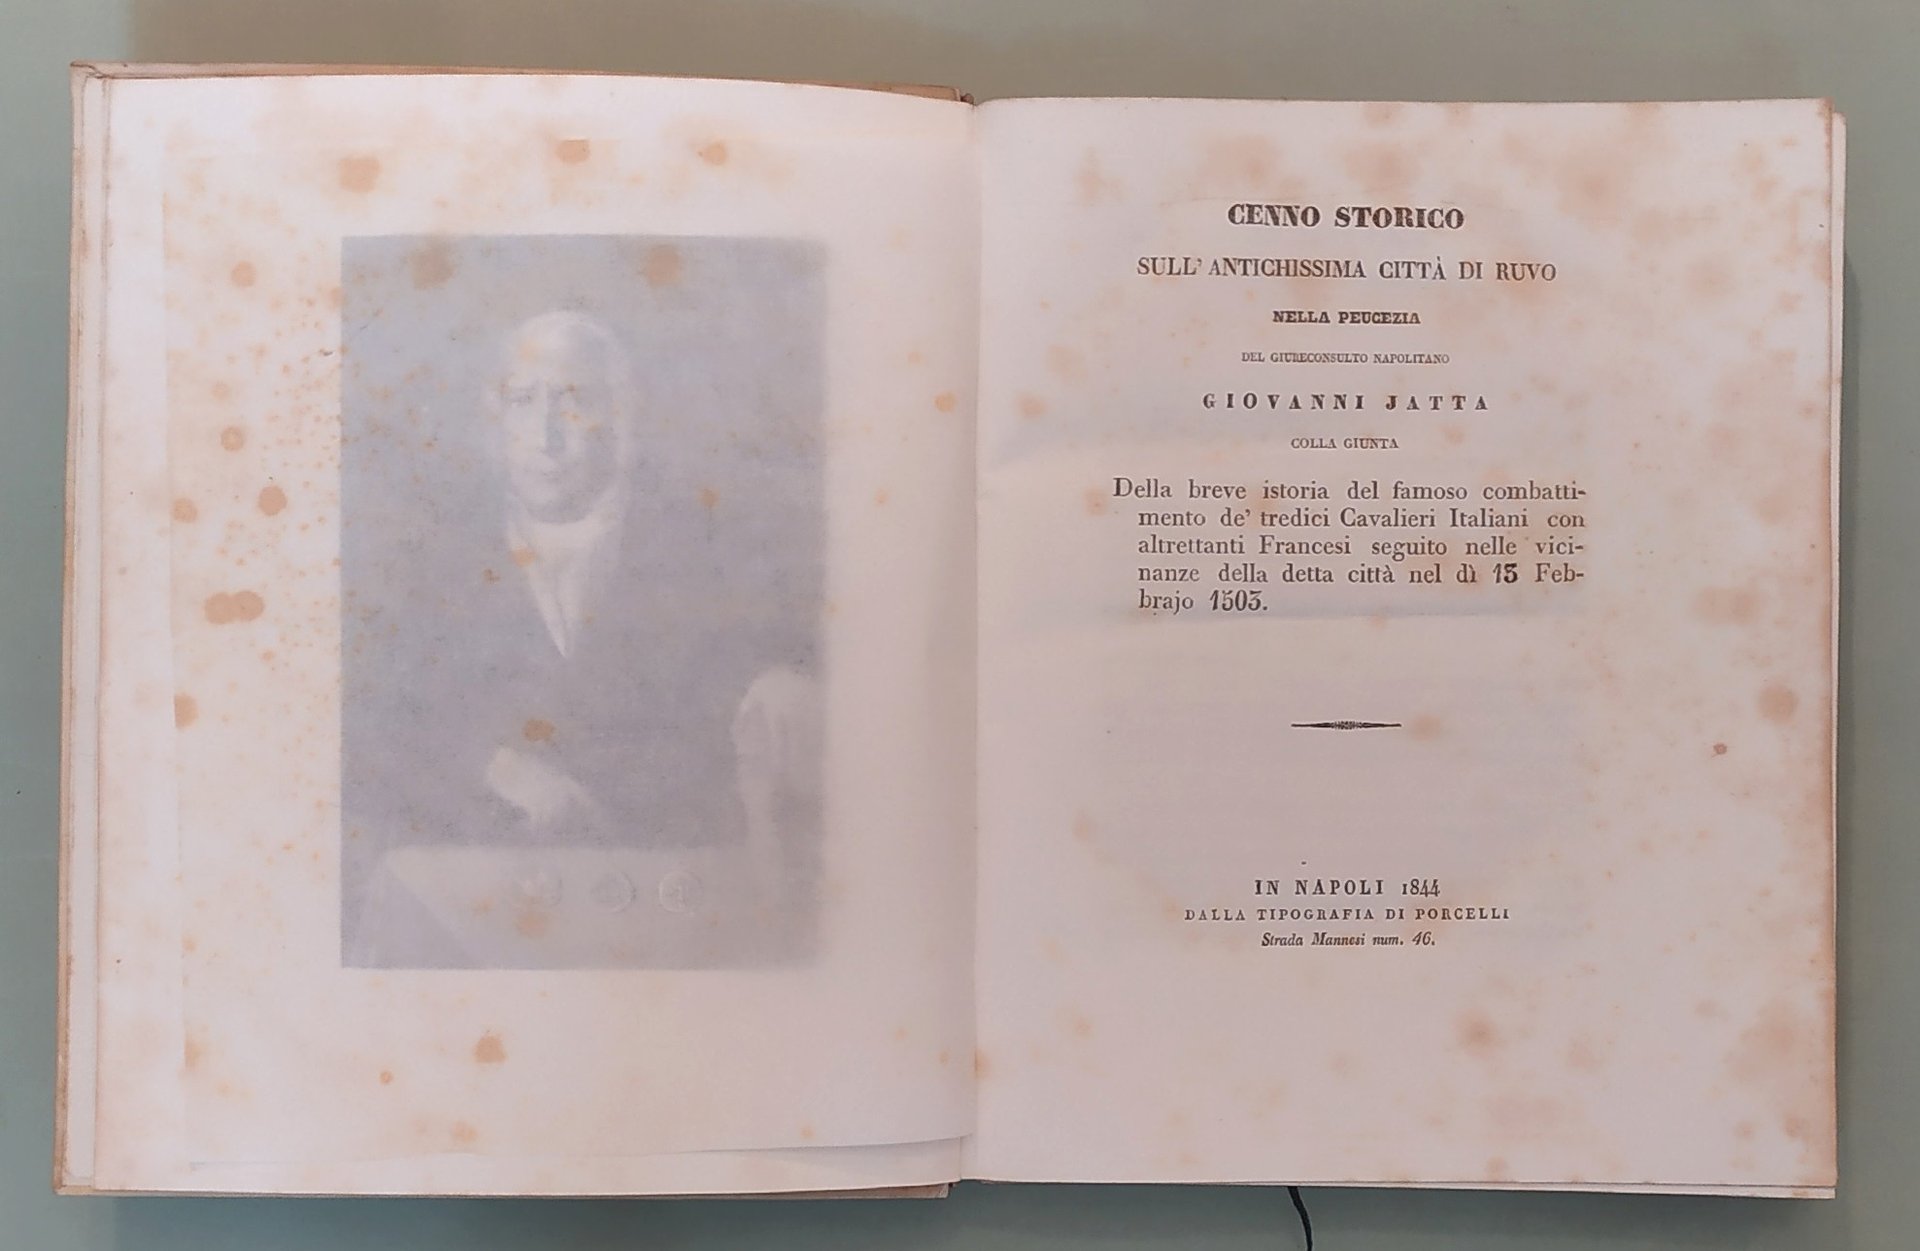 CENNO STORICO
SULL' ANTICHISSIMA CITTÀ DI RUVO
NELLA PEUCEZIA
DEL GIURECONSULTO NAPOLITANO
GIOVANNI JATTA
COLLA GIUNTA
Della breve istoria del famoso combatti-
mento de' tredici Cavalieri Italiani con
altrettanti Francesi seguito nelle vici-
nanze della detta città nel dì 13 Feb-
brajo 1503.
IN NAPOLI 1844
DALLA TIPOGRAFIA DI PORCELLI
Strada Mannesi num. 46.